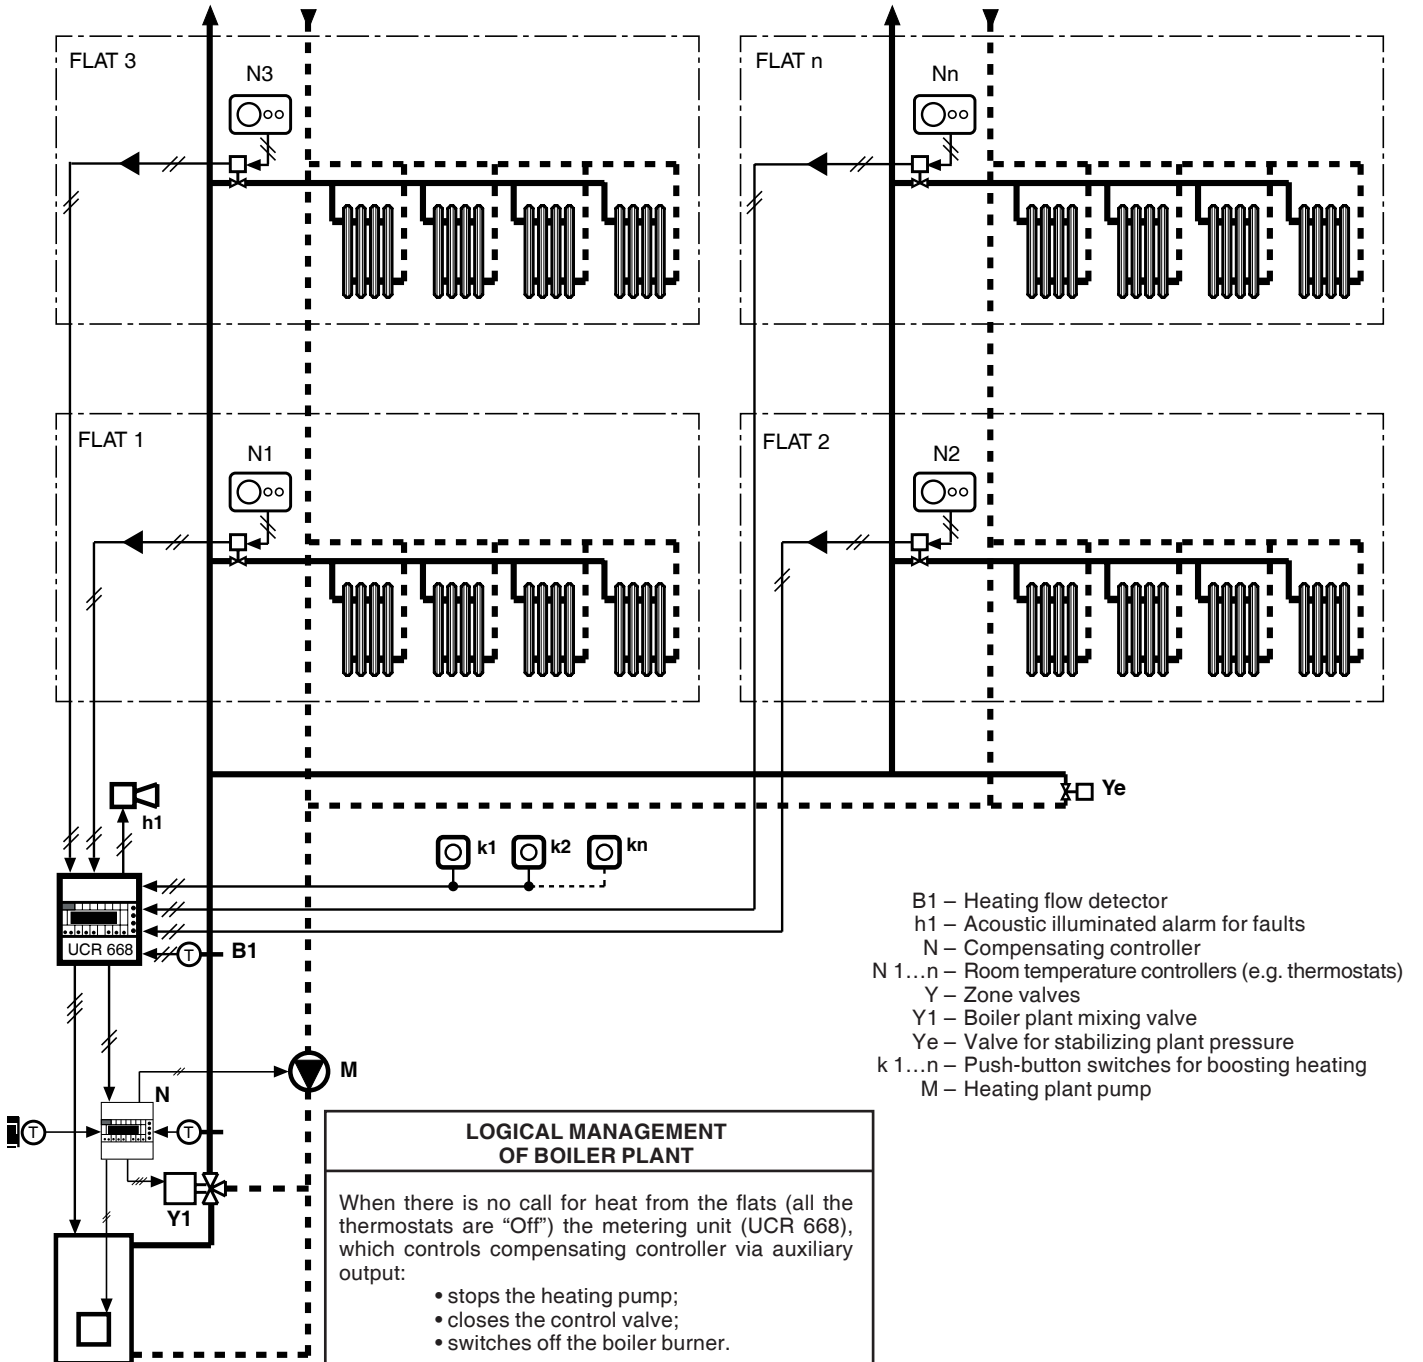 FLAT 3
N3
FLAT n
Nn
FLAT 1
N1
FLAT 2
N2
h1
Ye
k1
k2
kn
UCR 668
T
B1
B1 – Heating flow detector
h1 – Acoustic illuminated alarm for faults
N – Compensating controller
N 1...n – Room temperature controllers (e.g. thermostats)
Y – Zone valves
Y1 – Boiler plant mixing valve
Ye – Valve for stabilizing plant pressure
k 1...n – Push-button switches for boosting heating
M – Heating plant pump
M
N
T
T
Y1
LOGICAL MANAGEMENT
OF BOILER PLANT
When there is no call for heat from the flats (all the
thermostats are “Off”) the metering unit (UCR 668),
which controls compensating controller via auxiliary
output:
• stops the heating pump;
• closes the control valve;
• switches off the boiler burner.